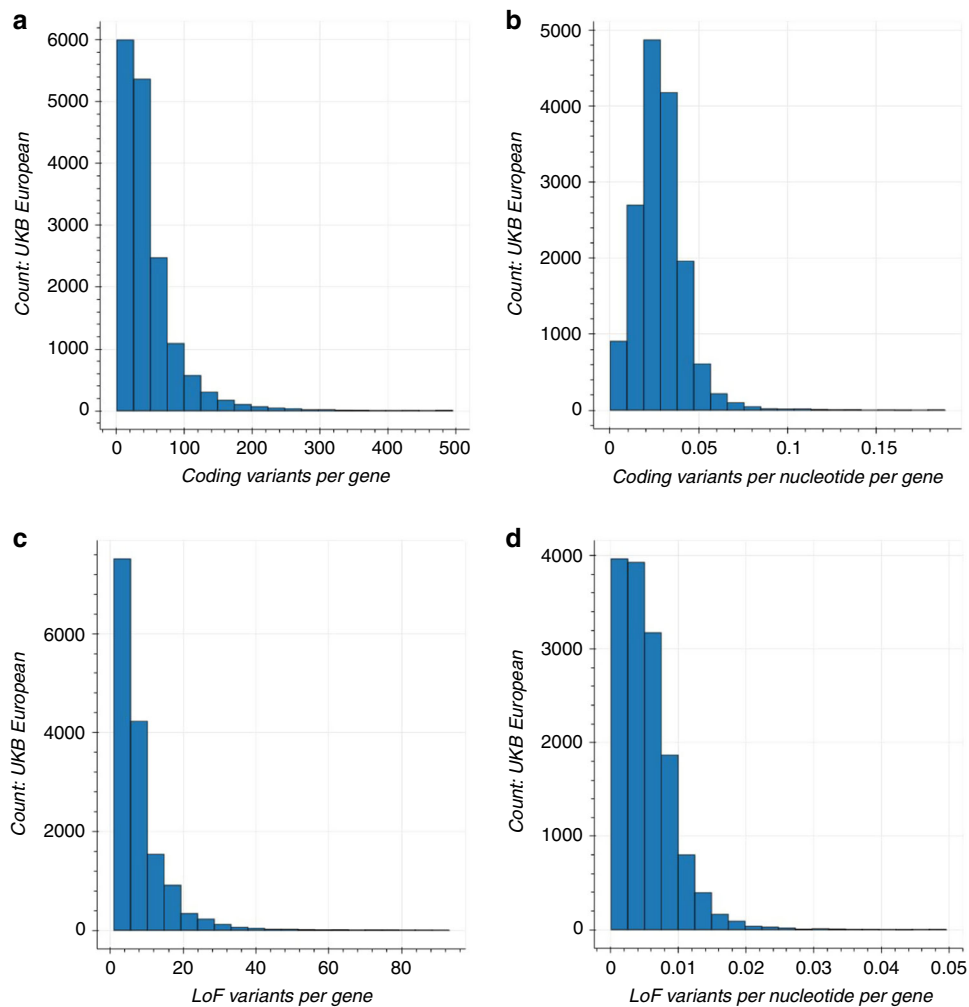 a
6000
5000
4000
3000
2000
1000
0
Count: UKB European
0 100 200 300 400 500
Coding variants per gene
b
5000
4000
3000
2000
1000
0
Count: UKB European
0 0.05 0.1 0.15
Coding variants per nucleotide per gene
c
6000
4000
2000
0
Count: UKB European
0 20 40 60 80
LoF variants per gene
d
4000
3000
2000
1000
0
Count: UKB European
0 0.01 0.02 0.03 0.04 0.05
LoF variants per nucleotide per gene